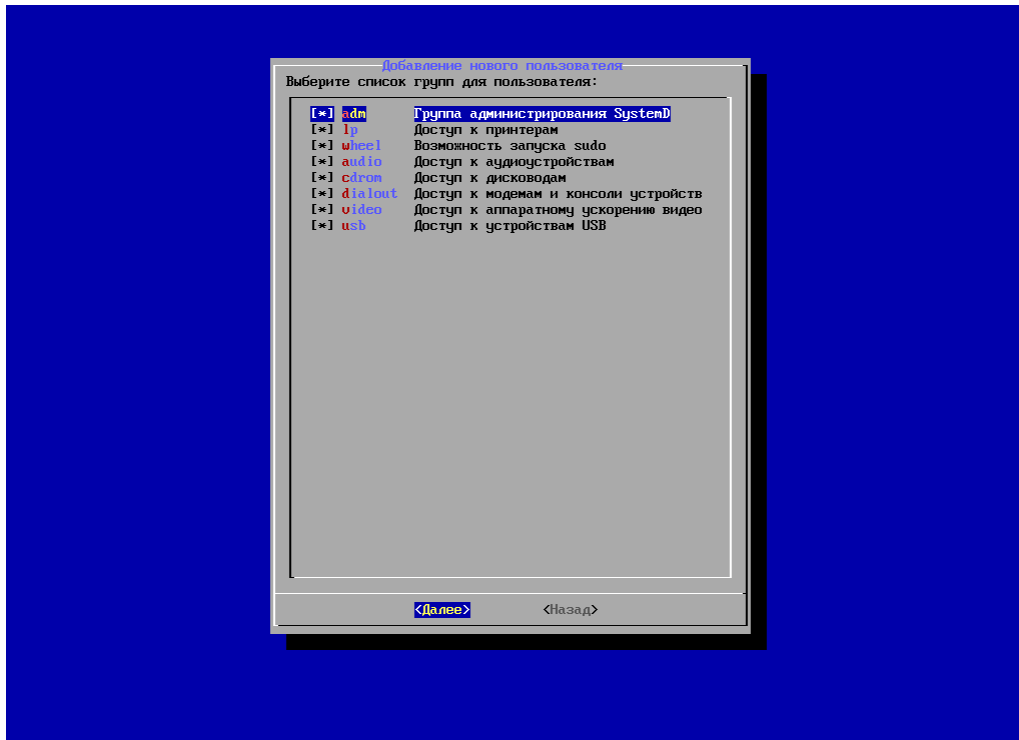 Добавление нового пользователя
Выберите список групп для пользователя:
[*] adm Группа администрирования SystemD
[*] lp Доступ к принтерам
[*] wheel Возможность запуска sudo
[*] audio Доступ к аудиоустройствам
[*] cdrom Доступ к дисководам
[*] dialout Доступ к модемам и консоли устройств
[*] video Доступ к аппаратному ускорению видео
[*] usb Доступ к устройствам USB
<Далее> <Назад>